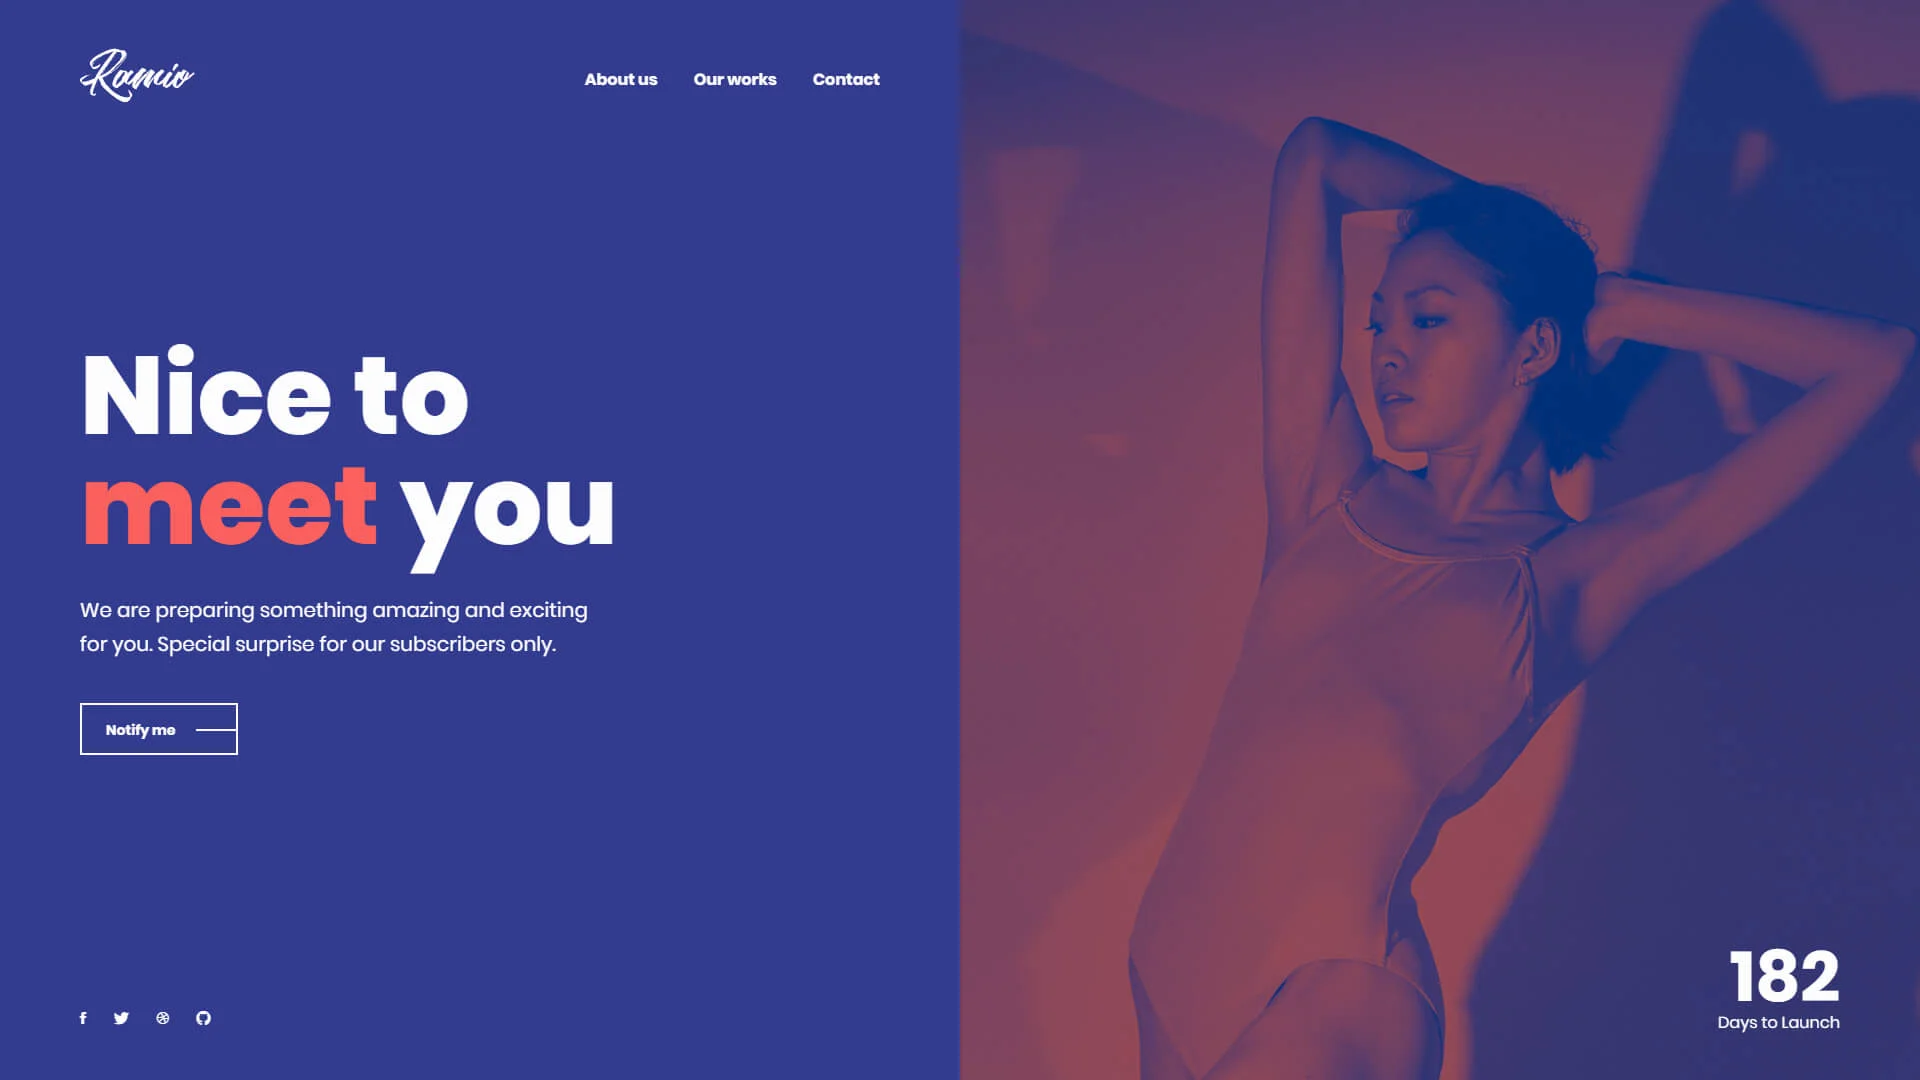 Ramio
About us Our works Contact
Nice to
meet you
We are preparing something amazing and exciting
for you. Special surprise for our subscribers only.
Notify me
182
Days to Launch